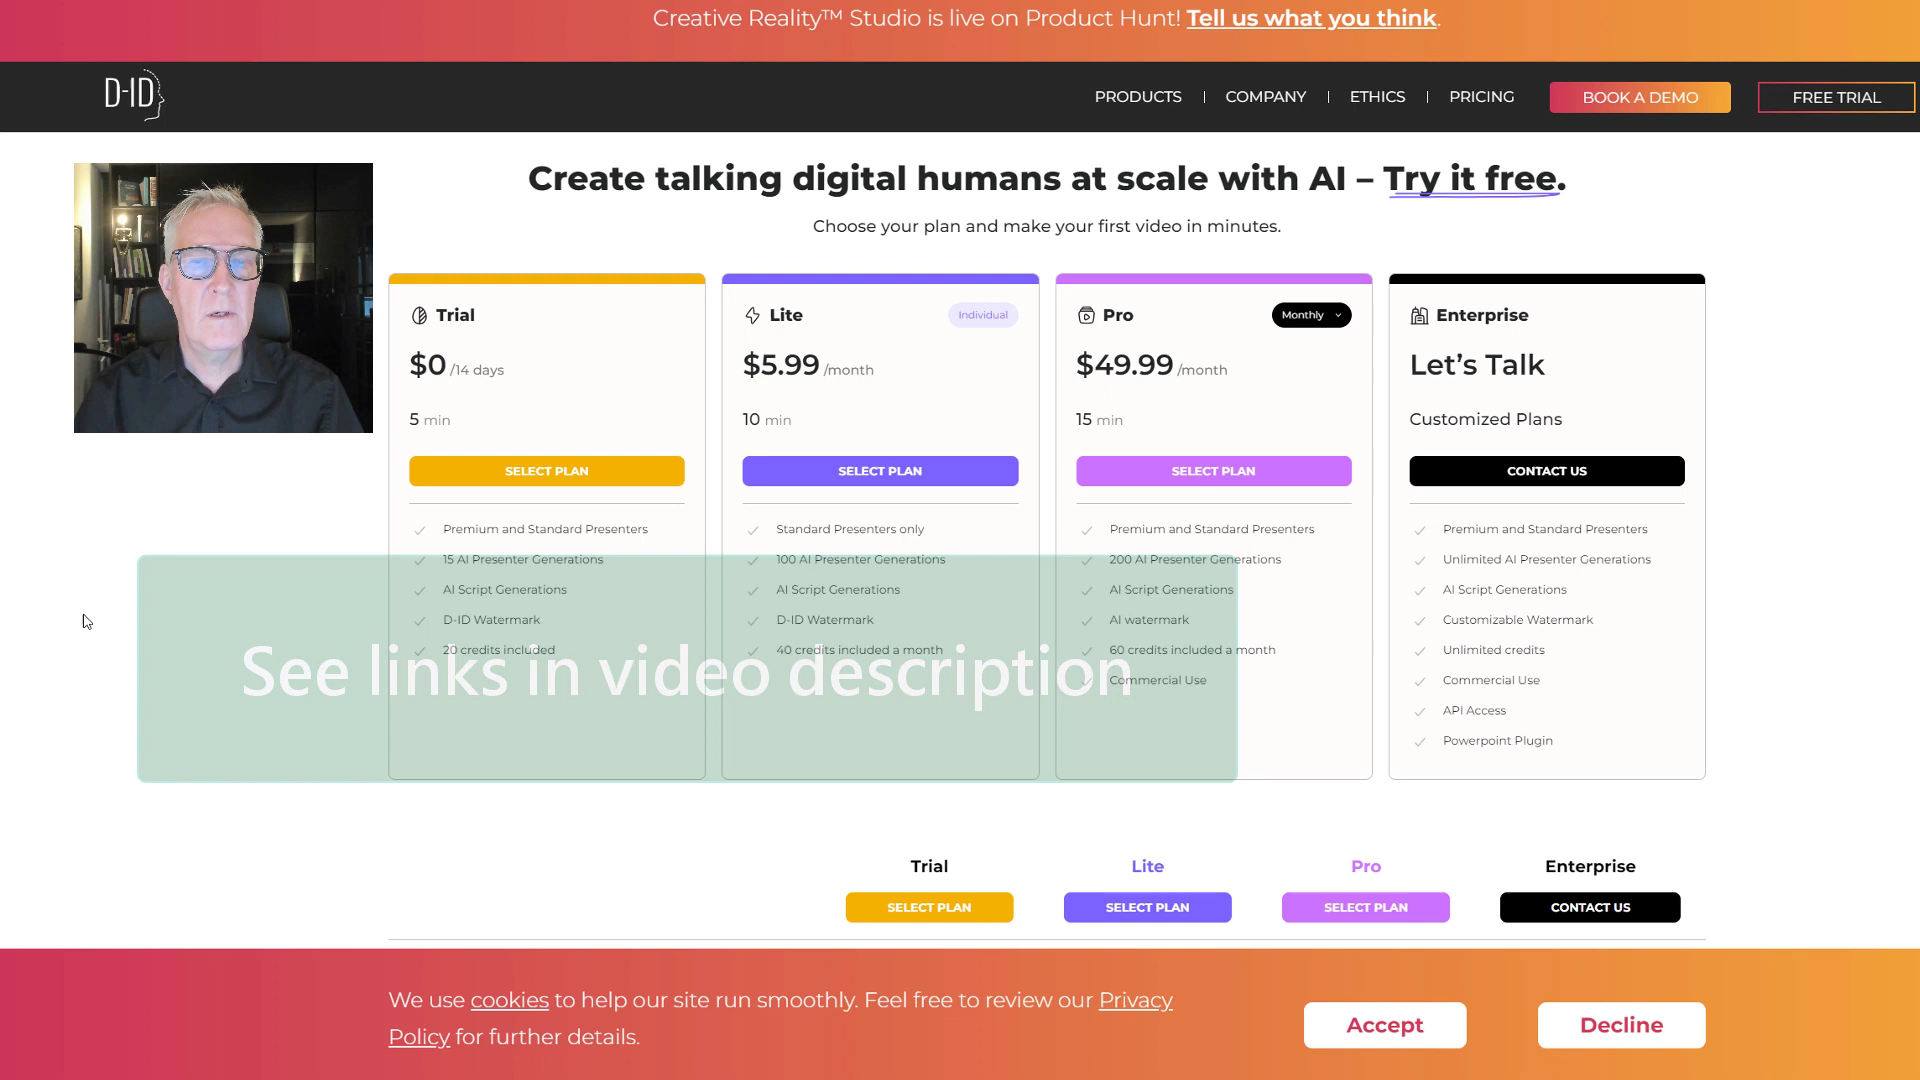 Creative Reality™ Studio is live on Product Hunt! Tell us what you think.
D-ID
PRODUCTS
COMPANY
ETHICS
PRICING
BOOK A DEMO
FREE TRIAL
Create talking digital humans at scale with AI – Try it free.
Choose your plan and make your first video in minutes.
Trial
$0 /14 days
5 min
SELECT PLAN
Premium and Standard Presenters
15 AI Presenter Generations
AI Script Generations
D-ID Watermark
20 credits included
Lite
Individual
$5.99 /month
10 min
SELECT PLAN
Standard Presenters only
100 AI Presenter Generations
AI Script Generations
D-ID Watermark
40 credits included a month
Pro
Monthly
$49.99 /month
15 min
SELECT PLAN
Premium and Standard Presenters
200 AI Presenter Generations
AI Script Generations
AI watermark
60 credits included a month
Commercial Use
Enterprise
Let's Talk
Customized Plans
CONTACT US
Premium and Standard Presenters
Unlimited AI Presenter Generations
AI Script Generations
Customizable Watermark
Unlimited credits
Commercial Use
API Access
Powerpoint Plugin
See links in video description
Trial
Lite
Pro
Enterprise
SELECT PLAN
SELECT PLAN
SELECT PLAN
CONTACT US
We use cookies to help our site run smoothly. Feel free to review our Privacy
Policy for further details.
Accept
Decline